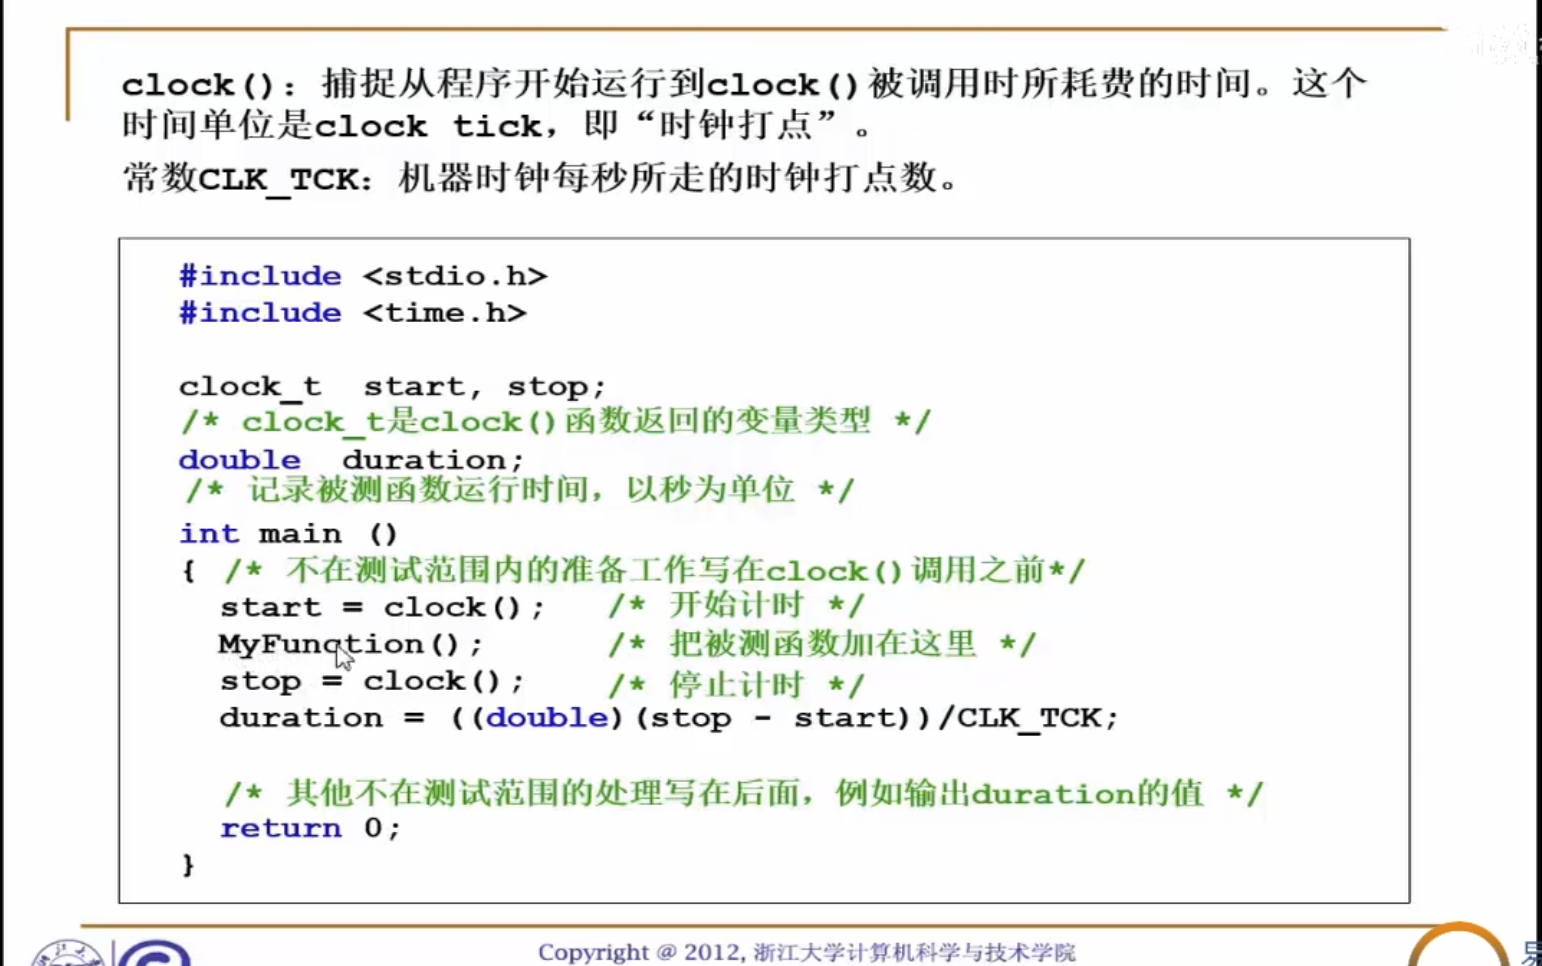 clock(): 捕捉从程序开始运行到clock()被调用时所耗费的时间。这个
时间单位是clock tick，即“时钟打点”。
常数CLK_TCK: 机器时钟每秒所走的时钟打点数。
#include <stdio.h>
#include <time.h>
clock_t  start, stop;
/* clock_t是clock()函数返回的变量类型 */
double  duration;
/* 记录被测函数运行时间，以秒为单位 */
int main ()
{ /* 不在测试范围内的准备工作写在clock()调用之前*/
start = clock(); /* 开始计时 */
MyFunction(); /* 把被测函数加在这里 */
stop = clock(); /* 停止计时 */
duration = ((double)(stop - start))/CLK_TCK;
/* 其他不在测试范围的处理写在后面，例如输出duration的值 */
return 0;
}
Copyright @ 2012, 浙江大学计算机科学与技术学院